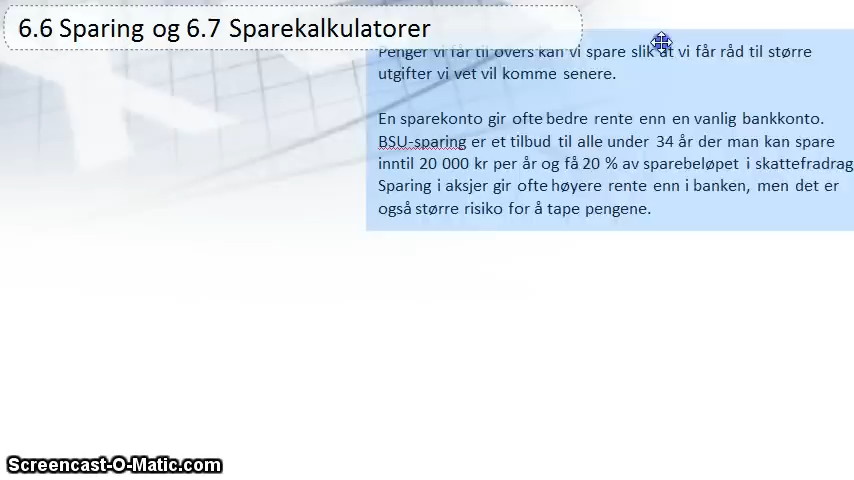 6.6 Sparing og 6.7 Sparekalkulatorer
Penger vi får til overs kan vi spare slik at vi får råd til større
utgifter vi vet vil komme senere.
En sparekonto gir ofte bedre rente enn en vanlig bankkonto.
BSU-sparing er et tilbud til alle under 34 år der man kan spare
inntil 20 000 kr per år og få 20 % av sparebeløpet i skattefradrag
Sparing i aksjer gir ofte høyere rente enn i banken, men det er
også større risiko for å tape pengene.
Screencast-O-Matic.com